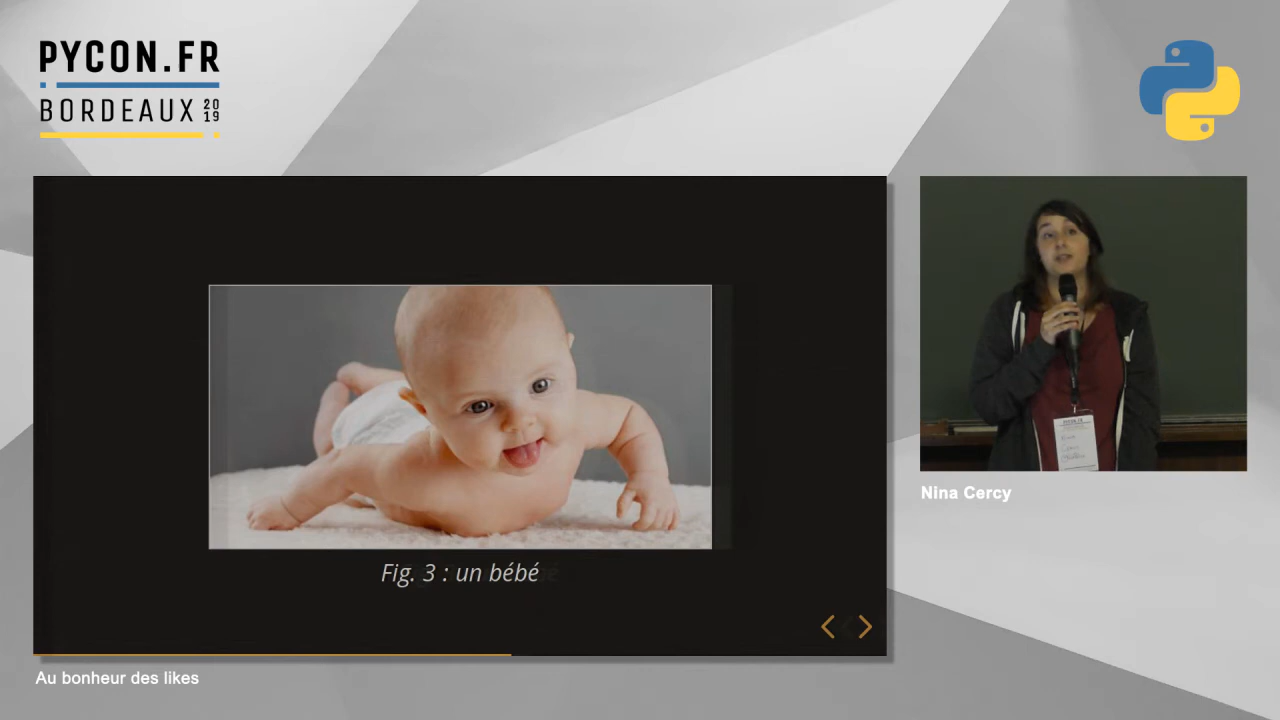 PYCON.FR
BORDEAUX 2019
Fig. 3 : un bébé
Nina Cercy
Au bonheur des likes